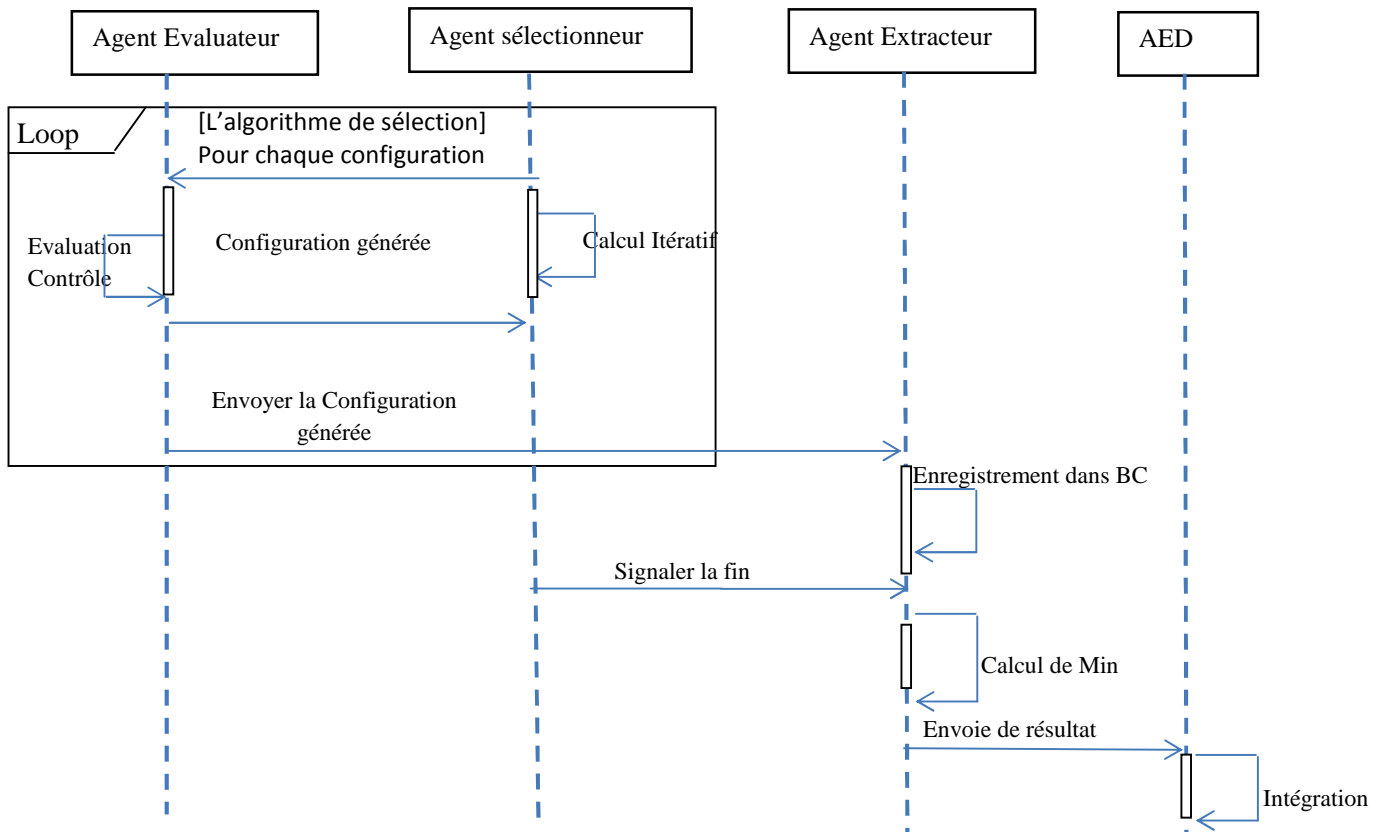 Agent Evaluateur
Agent sélectionneur
Agent Extracteur
AED
Loop
[L’algorithme de sélection]
Pour chaque configuration
Evaluation
Contrôle
Configuration générée
Calcul Itératif
Envoyer la Configuration
générée
Enregistrement dans BC
Signaler la fin
Calcul de Min
Envoie de résultat
Intégration